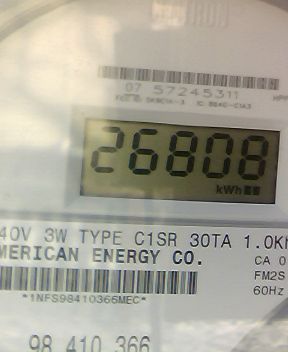 07 57245311
26808
kWh
40V 3W TYPE C1SR 30TA 1.0Kh
MERICAN ENERGY CO.
CA 0
FM2S
*1NFS98410366MEC*
60Hz
98 410 366